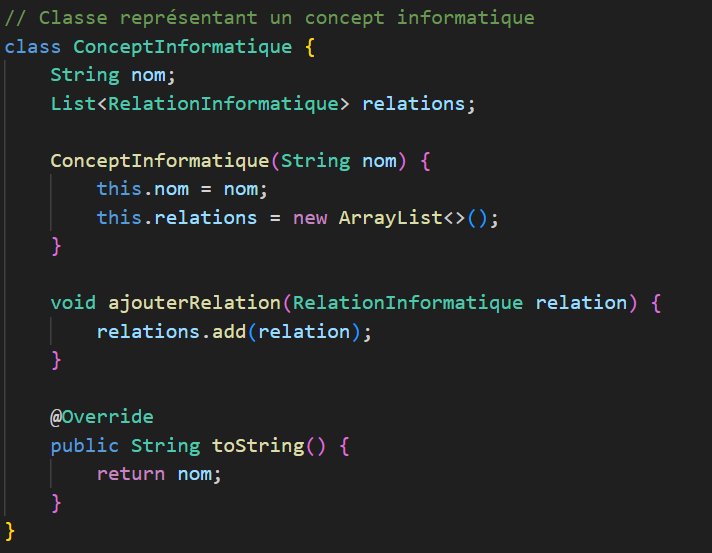 // Classe représentant un concept informatique
class ConceptInformatique {
    String nom;
    List<RelationInformatique> relations;

    ConceptInformatique(String nom) {
        this.nom = nom;
        this.relations = new ArrayList<>();
    }

    void ajouterRelation(RelationInformatique relation) {
        relations.add(relation);
    }

    @Override
    public String toString() {
        return nom;
    }
}